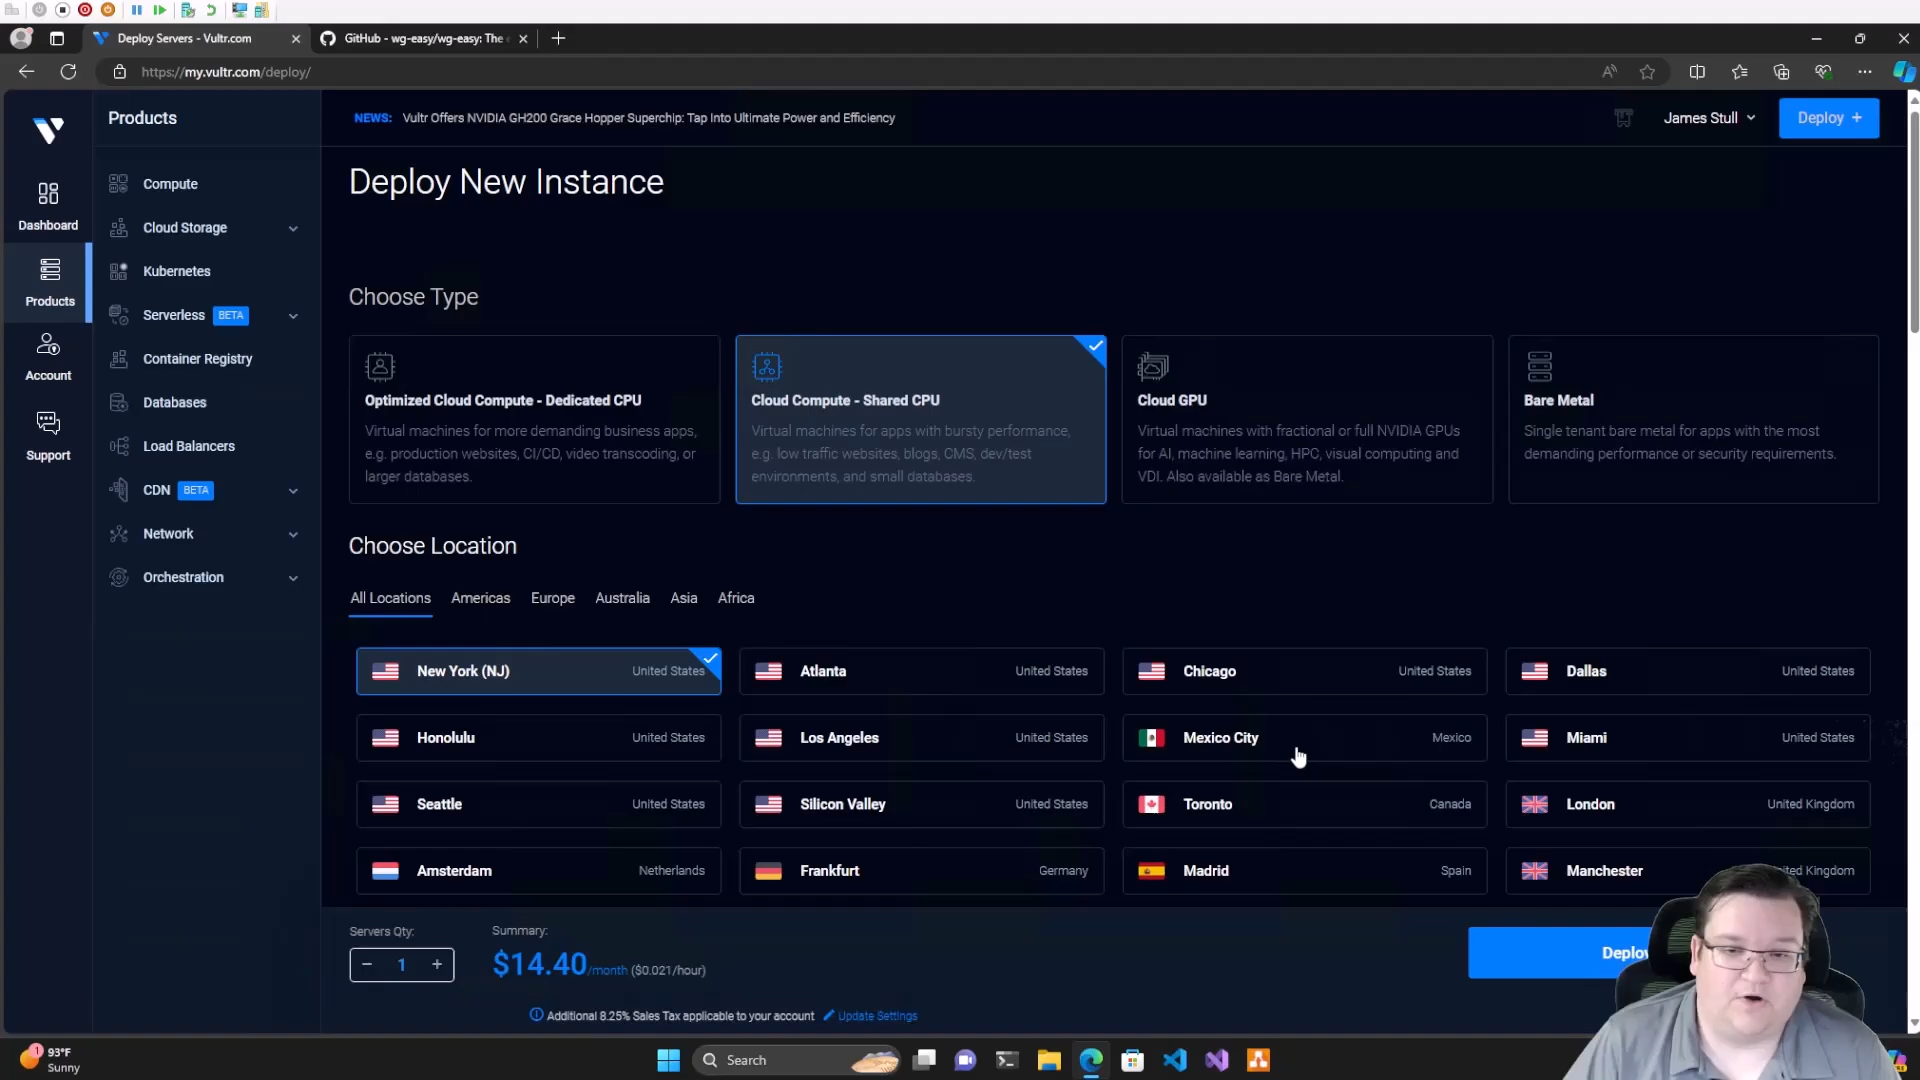 Deploy Servers - Vultr.com
GitHub - wg-easy/wg-easy: The
https://my.vultr.com/deploy/
Products
NEWS: Vultr Offers NVIDIA GH200 Grace Hopper Superchip: Tap Into Ultimate Power and Efficiency
James Stull
Deploy +
Dashboard
Products
Account
Support
Compute
Cloud Storage
Kubernetes
Serverless BETA
Container Registry
Databases
Load Balancers
CDN BETA
Network
Orchestration
Deploy New Instance
Choose Type
Optimized Cloud Compute - Dedicated CPU
Virtual machines for more demanding business apps,
e.g. production websites, CI/CD, video transcoding, or
larger databases.
Cloud Compute - Shared CPU
Virtual machines for apps with bursty performance,
e.g. low traffic websites, blogs, CMS, dev/test
environments, and small databases.
Cloud GPU
Virtual machines with fractional or full NVIDIA GPUs
for AI, machine learning, HPC, visual computing and
VDI. Also available as Bare Metal.
Bare Metal
Single tenant bare metal for apps with the most
demanding performance or security requirements.
Choose Location
All Locations Americas Europe Australia Asia Africa
New York (NJ) United States
Atlanta United States
Chicago United States
Dallas United States
Honolulu United States
Los Angeles United States
Mexico City Mexico
Miami United States
Seattle United States
Silicon Valley United States
Toronto Canada
London United Kingdom
Amsterdam Netherlands
Frankfurt Germany
Madrid Spain
Manchester Kingdom
Servers Qty:
− 1 +
Summary:
$14.40/month ($0.021/hour)
Additional 8.25% Sales Tax applicable to your account Update Settings
Deploy
1
93°F
Sunny
Search